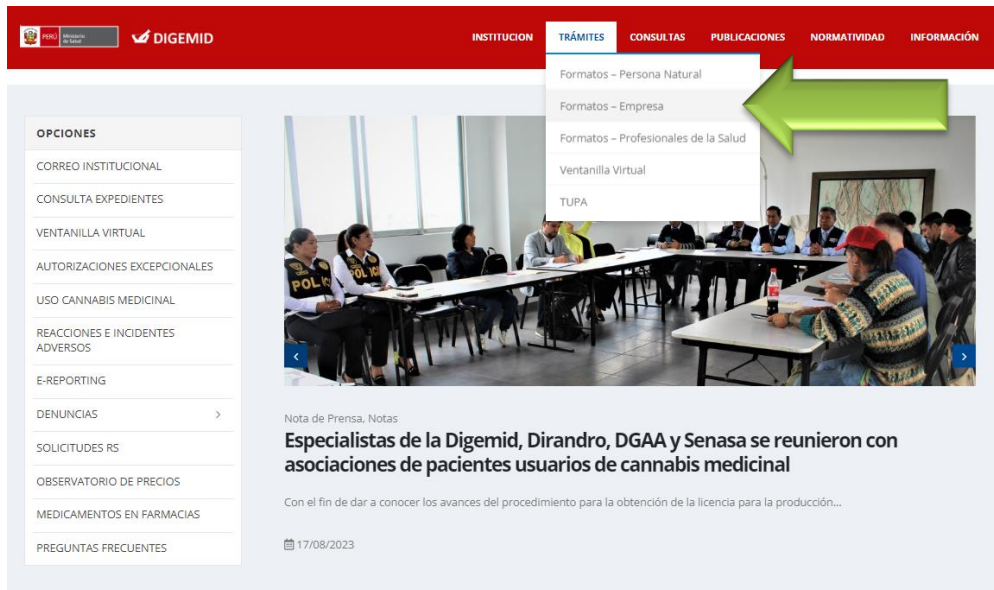 PERÚ Ministerio de Salud DIGEMID
INSTITUCION TRÁMITES CONSULTAS PUBLICACIONES NORMATIVIDAD INFORMACIÓN
Formatos – Persona Natural
Formatos – Empresa
Formatos – Profesionales de la Salud
Ventanilla Virtual
TUPA
OPCIONES
CORREO INSTITUCIONAL
CONSULTA EXPEDIENTES
VENTANILLA VIRTUAL
AUTORIZACIONES EXCEPCIONALES
USO CANNABIS MEDICINAL
REACCIONES E INCIDENTES
ADVERSOS
E-REPORTING
DENUNCIAS
SOLICITUDES RS
OBSERVATORIO DE PRECIOS
MEDICAMENTOS EN FARMACIAS
PREGUNTAS FRECUENTES
Nota de Prensa, Notas
Especialistas de la Digemid, Dirandro, DGAA y Senasa se reunieron con
asociaciones de pacientes usuarios de cannabis medicinal
Con el fin de dar a conocer los avances del procedimiento para la obtención de la licencia para la producción...
17/08/2023